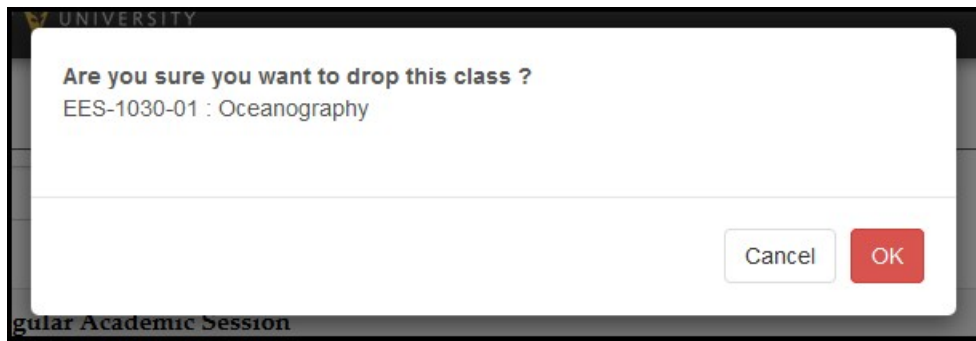 UNIVERSITY
Are you sure you want to drop this class ?
EES-1030-01 : Oceanography
Cancel
OK
gular Academic Session